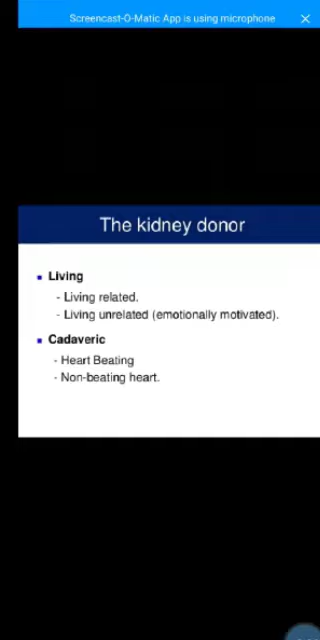 Screencast-O-Matic App is using microphone
The kidney donor
Living
- Living related.
- Living unrelated (emotionally motivated).
Cadaveric
- Heart Beating
- Non-beating heart.